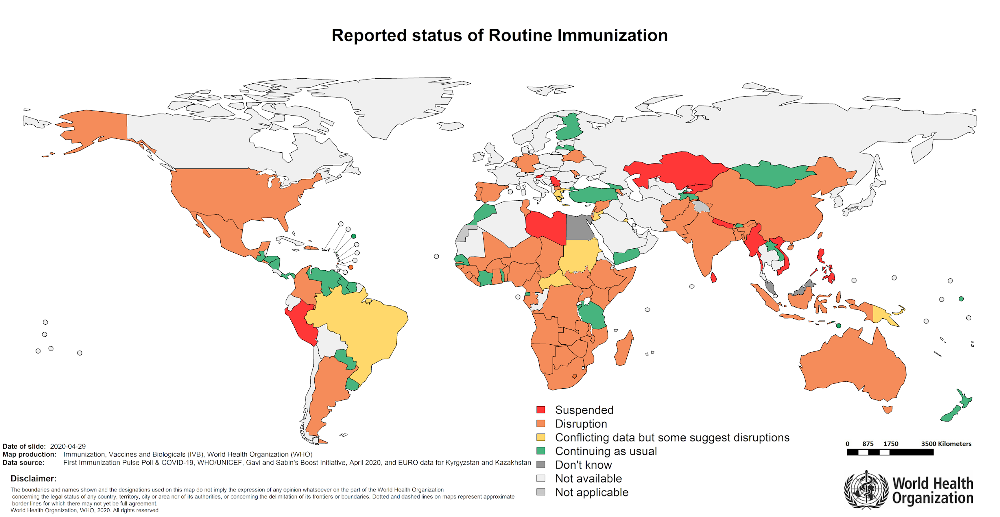 Reported status of Routine Immunization
Suspended
Disruption
Conflicting data but some suggest disruptions
Continuing as usual
Don't know
Not available
Not applicable
Date of slide: 2020-04-29
Map production: Immunization, Vaccines and Biologicals (IVB), World Health Organization (WHO)
Data source: First Immunization Pulse Poll & COVID-19, WHO/UNICEF, Gavi and Sabin's Boost Initiative, April 2020, and EURO data for Kyrgyzstan and Kazakhstan
Disclaimer:
The boundaries and names shown and the designations used on this map do not imply the expression of any opinion whatsoever on the part of the World Health Organization
concerning the legal status of any country, territory, city or area nor of its authorities, or concerning the delimitation of its frontiers or boundaries. Dotted and dashed lines on maps represent approximate
border lines for which there may not yet be full agreement.
World Health Organization, WHO, 2020. All rights reserved
0 875 1750 3500 Kilometers
World Health
Organization